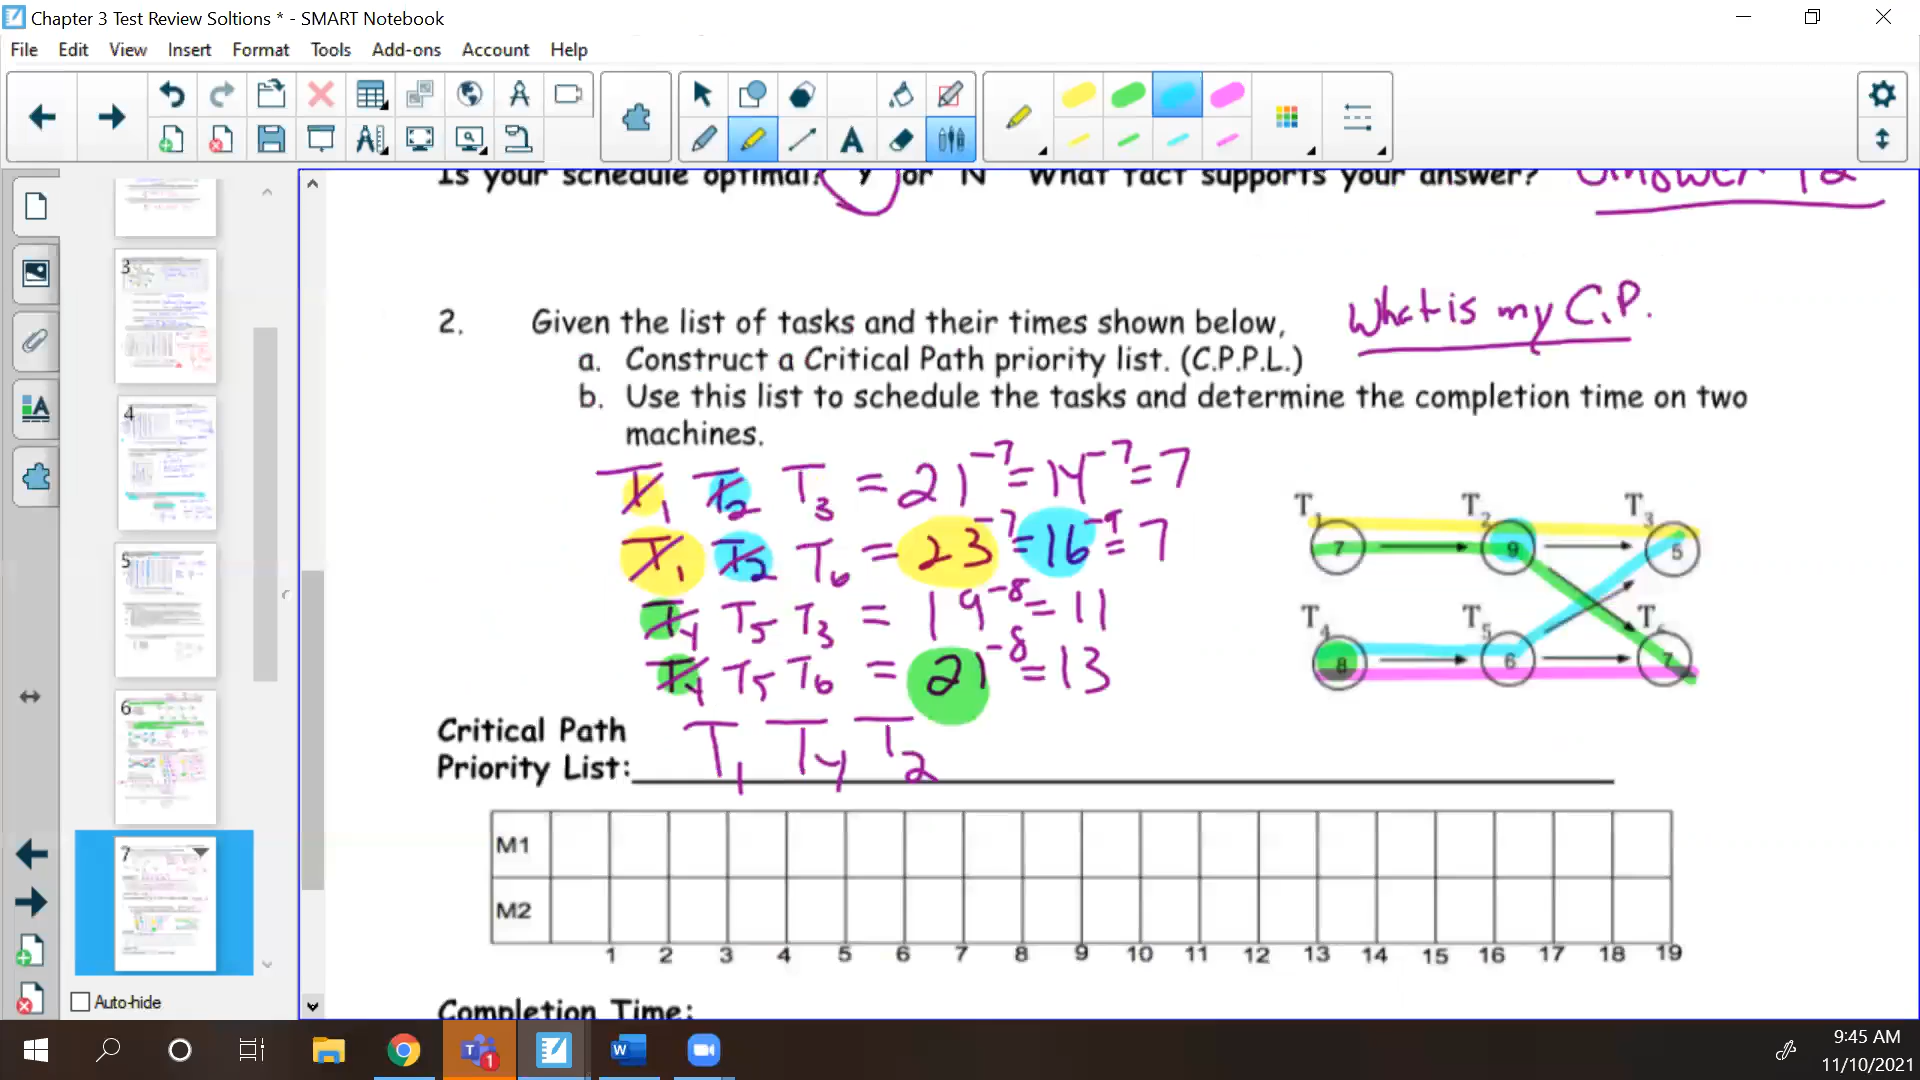 Chapter 3 Test Review Soltions * - SMART Notebook
File Edit View Insert Format Tools Add-ons Account Help
Is your schedule optimal? Y or N What fact supports your answer?
2. Given the list of tasks and their times shown below,
What is my C.P.
a. Construct a Critical Path priority list. (C.P.P.L.)
b. Use this list to schedule the tasks and determine the completion time on two
machines.
T1 T2 T3 = 21 -7 = 14 -7 = 7
T1 T2 T6 = 23 -7 = 16 -9 = 7
T4 T5 T3 = 19 -8 = 11
T4 T5 T6 = 21 -8 = 13
T1 T2 T3
7 9 5
T4 T5 T6
8 6 7
Critical Path
Priority List: T1 T4 T2
M1
M2
1 2 3 4 5 6 7 8 9 10 11 12 13 14 15 16 17 18 19
Completion Time:
3
4
5
6
7
Auto-hide
1
9:45 AM
11/10/2021